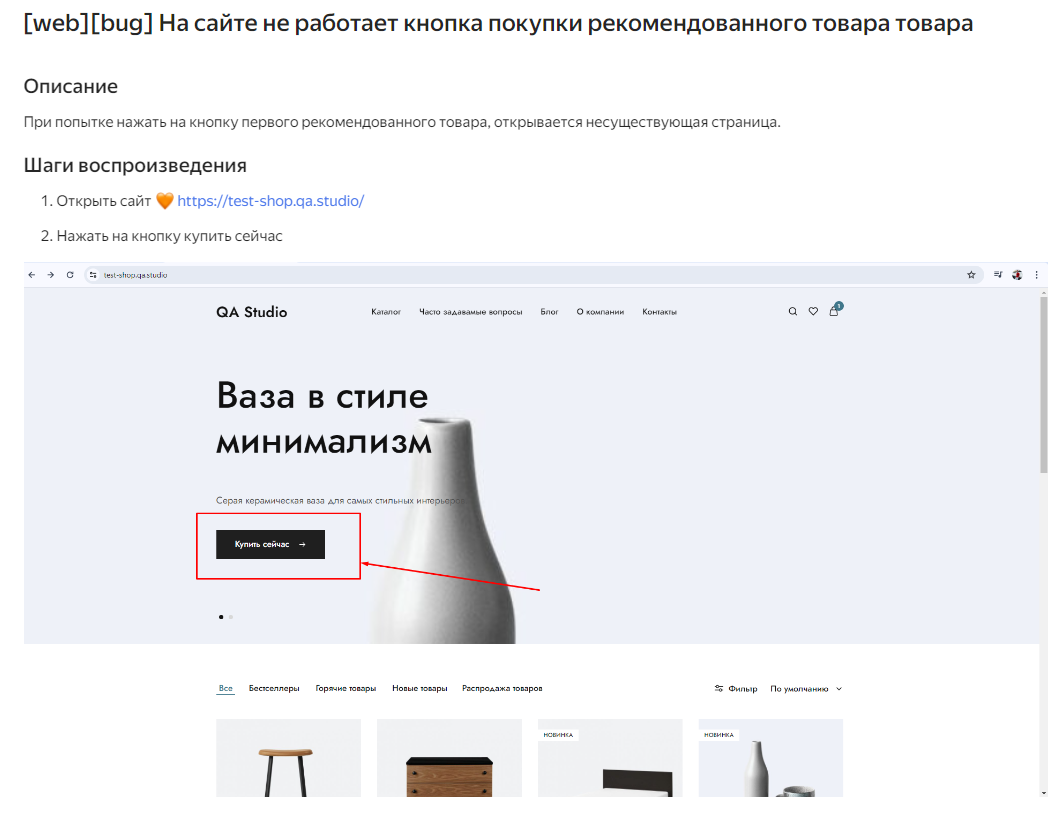 [web][bug] На сайте не работает кнопка покупки рекомендованного товара товара
Описание
При попытке нажать на кнопку первого рекомендованного товара, открывается несуществующая страница.
Шаги воспроизведения
1. Открыть сайт 🧡 https://test-shop.qa.studio/
2. Нажать на кнопку купить сейчас
test-shop.qa.studio
QA Studio Каталог Часто задаваемые вопросы Блог О компании Контакты 1
Ваза в стиле
минимализм
Серая керамическая ваза для самых стильных интерьеров
Купить сейчас →
Все Бестселлеры Горячие товары Новые товары Распродажа товаров Фильтр По умолчанию
НОВИНКА НОВИНКА